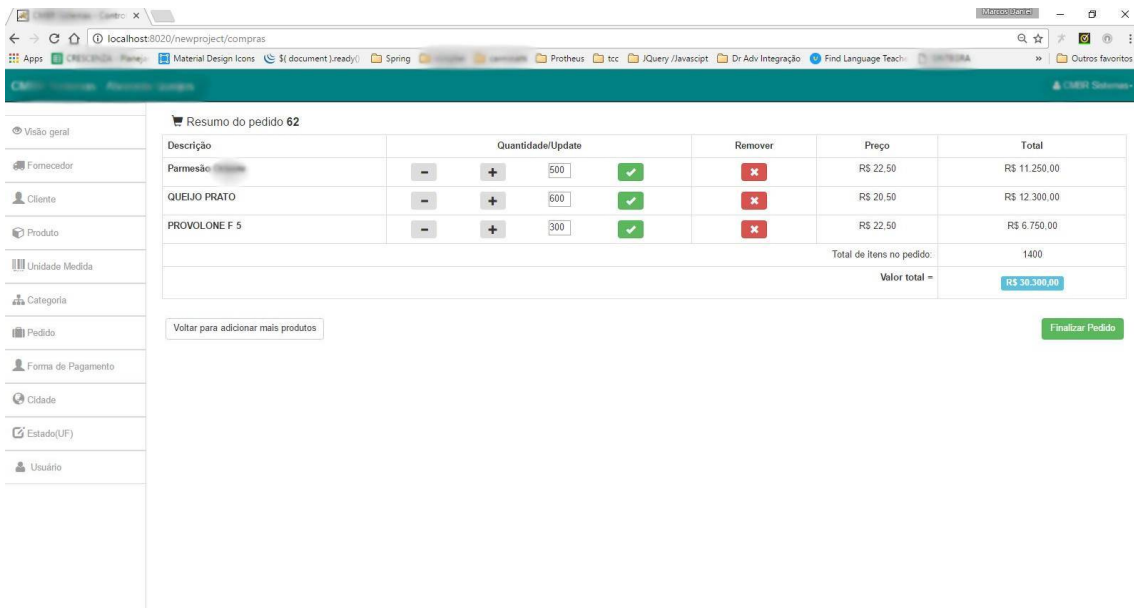 Marcos Daniel
localhost:8020/newproject/compras
Apps Material Design Icons $( document ).ready() Spring Protheus tcc JQuery /Javascipt Dr Adv Integração Find Language Teach » Outros favoritos
CMBR Sistemas
Resumo do pedido 62
Visão geral
Fornecedor
Cliente
Produto
Unidade Medida
Categoria
Pedido
Forma de Pagamento
Cidade
Estado(UF)
Usuário
Descrição Quantidade/Update Remover Preço Total
Parmesão - + 500 R$ 22,50 R$ 11.250,00
QUEIJO PRATO - + 600 R$ 20,50 R$ 12.300,00
PROVOLONE F 5 - + 300 R$ 22,50 R$ 6.750,00
Total de itens no pedido: 1400
Valor total = R$ 30.300,00
Voltar para adicionar mais produtos Finalizar Pedido